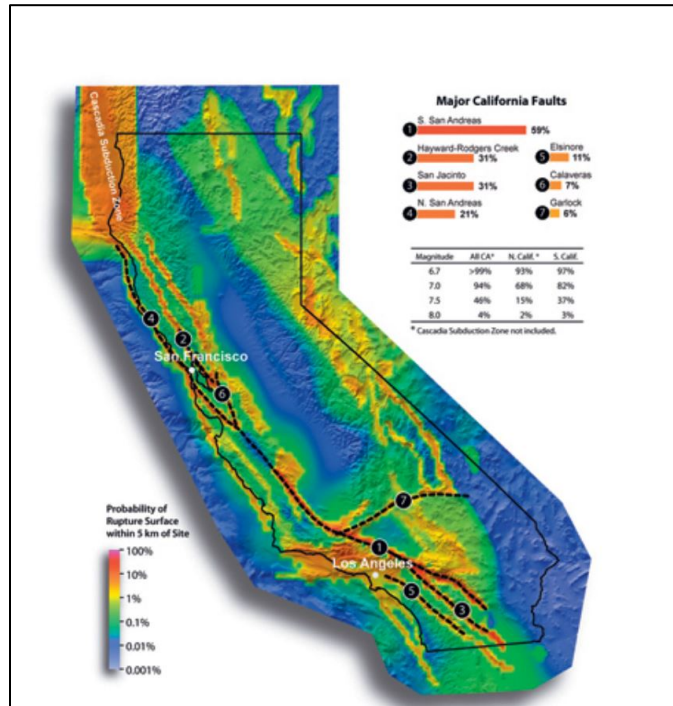 Major California Faults
1 S. San Andreas
59%
2 Hayward-Rodgers Creek
31%
3 San Jacinto
31%
4 N. San Andreas
21%
5 Elsinore
11%
6 Calaveras
7%
7 Garlock
6%
Magnitude All CA* N. Calif.* S. Calif.
6.7 >99% 93% 97%
7.0 94% 68% 82%
7.5 46% 15% 37%
8.0 4% 2% 3%
* Cascadia Subduction Zone not included.
Cascadia Subduction Zone
4
2
San Francisco
6
7
1
Los Angeles
5
3
Probability of
Rupture Surface
within 5 km of Site
100%
10%
1%
0.1%
0.01%
0.001%